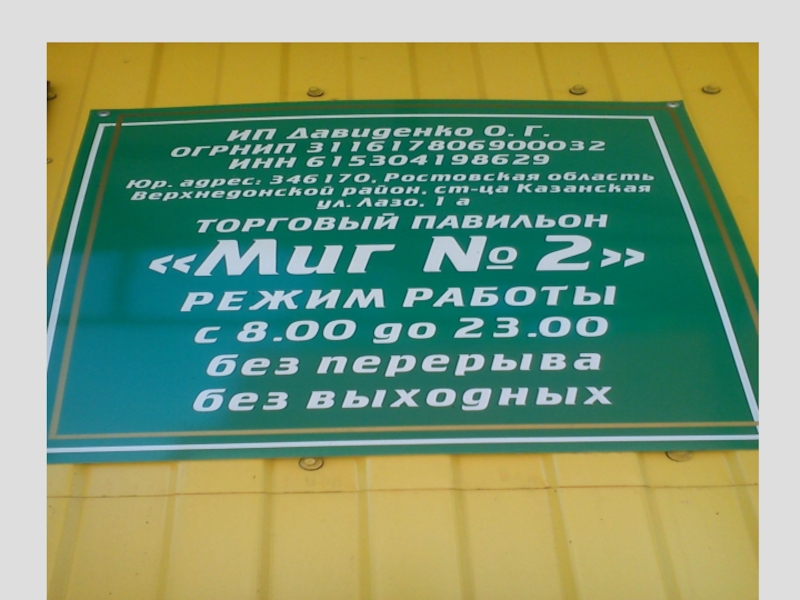 ИП Давиденко О. Г.
ОГРНИП 311617806900032
ИНН 615304198629
Юр. адрес: 346170, Ростовская область
Верхнедонской район, ст-ца Казанская
ул. Лазо, 1 а
ТОРГОВЫЙ ПАВИЛЬОН
«Миг № 2»
РЕЖИМ РАБОТЫ
с 8.00 до 23.00
без перерыва
без выходных